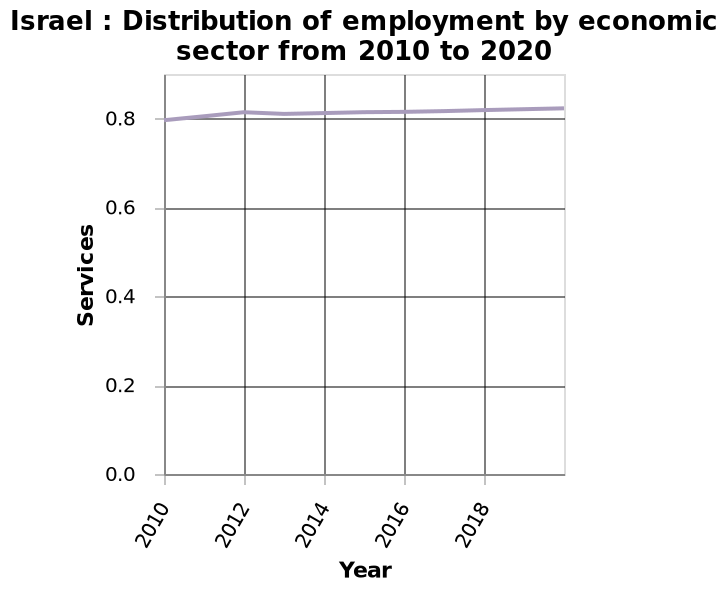 Israel : Distribution of employment by economic
sector from 2010 to 2020
Services
0.8
0.6
0.4
0.2
0.0
2010 2012 2014 2016 2018
Year